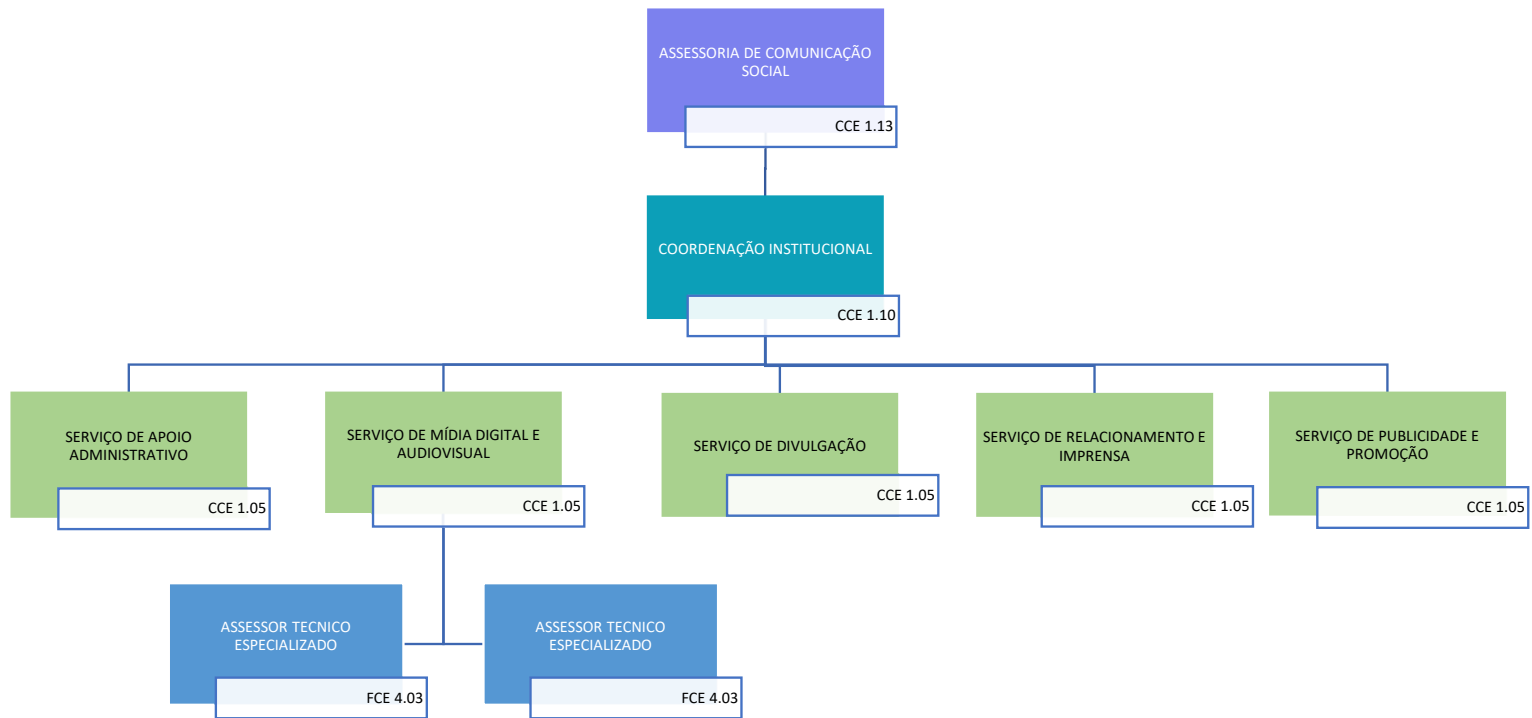 ASSESSORIA DE COMUNICAÇÃO
SOCIAL
CCE 1.13
COORDENAÇÃO INSTITUCIONAL
CCE 1.10
SERVIÇO DE APOIO
ADMINISTRATIVO
CCE 1.05
SERVIÇO DE MÍDIA DIGITAL E
AUDIOVISUAL
CCE 1.05
SERVIÇO DE DIVULGAÇÃO
CCE 1.05
SERVIÇO DE RELACIONAMENTO E
IMPRENSA
CCE 1.05
SERVIÇO DE PUBLICIDADE E
PROMOÇÃO
CCE 1.05
ASSESSOR TECNICO
ESPECIALIZADO
FCE 4.03
ASSESSOR TECNICO
ESPECIALIZADO
FCE 4.03